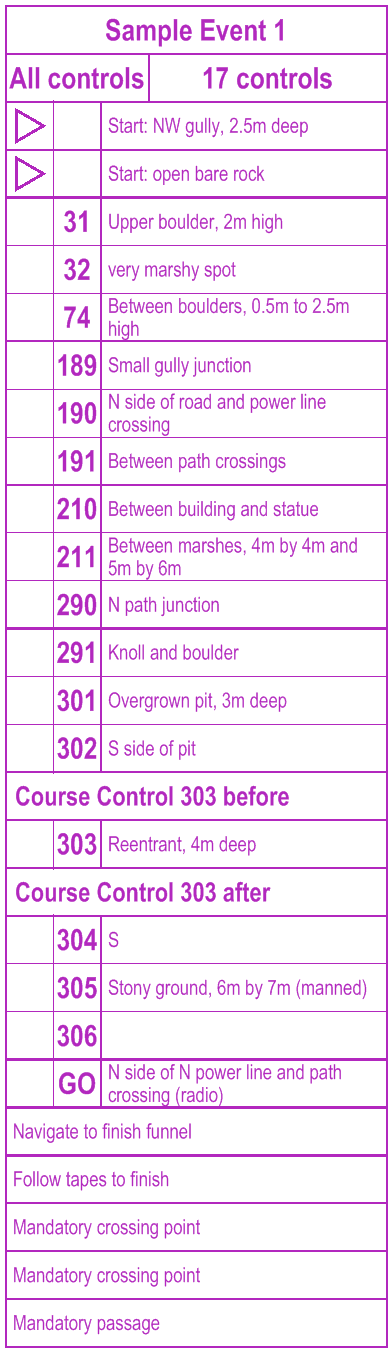 Sample Event 1
All controls 17 controls
Start: NW gully, 2.5m deep
Start: open bare rock
31 Upper boulder, 2m high
32 very marshy spot
74 Between boulders, 0.5m to 2.5m
high
189 Small gully junction
190 N side of road and power line
crossing
191 Between path crossings
210 Between building and statue
211 Between marshes, 4m by 4m and
5m by 6m
290 N path junction
291 Knoll and boulder
301 Overgrown pit, 3m deep
302 S side of pit
Course Control 303 before
303 Reentrant, 4m deep
Course Control 303 after
304 S
305 Stony ground, 6m by 7m (manned)
306
GO N side of N power line and path
crossing (radio)
Navigate to finish funnel
Follow tapes to finish
Mandatory crossing point
Mandatory crossing point
Mandatory passage